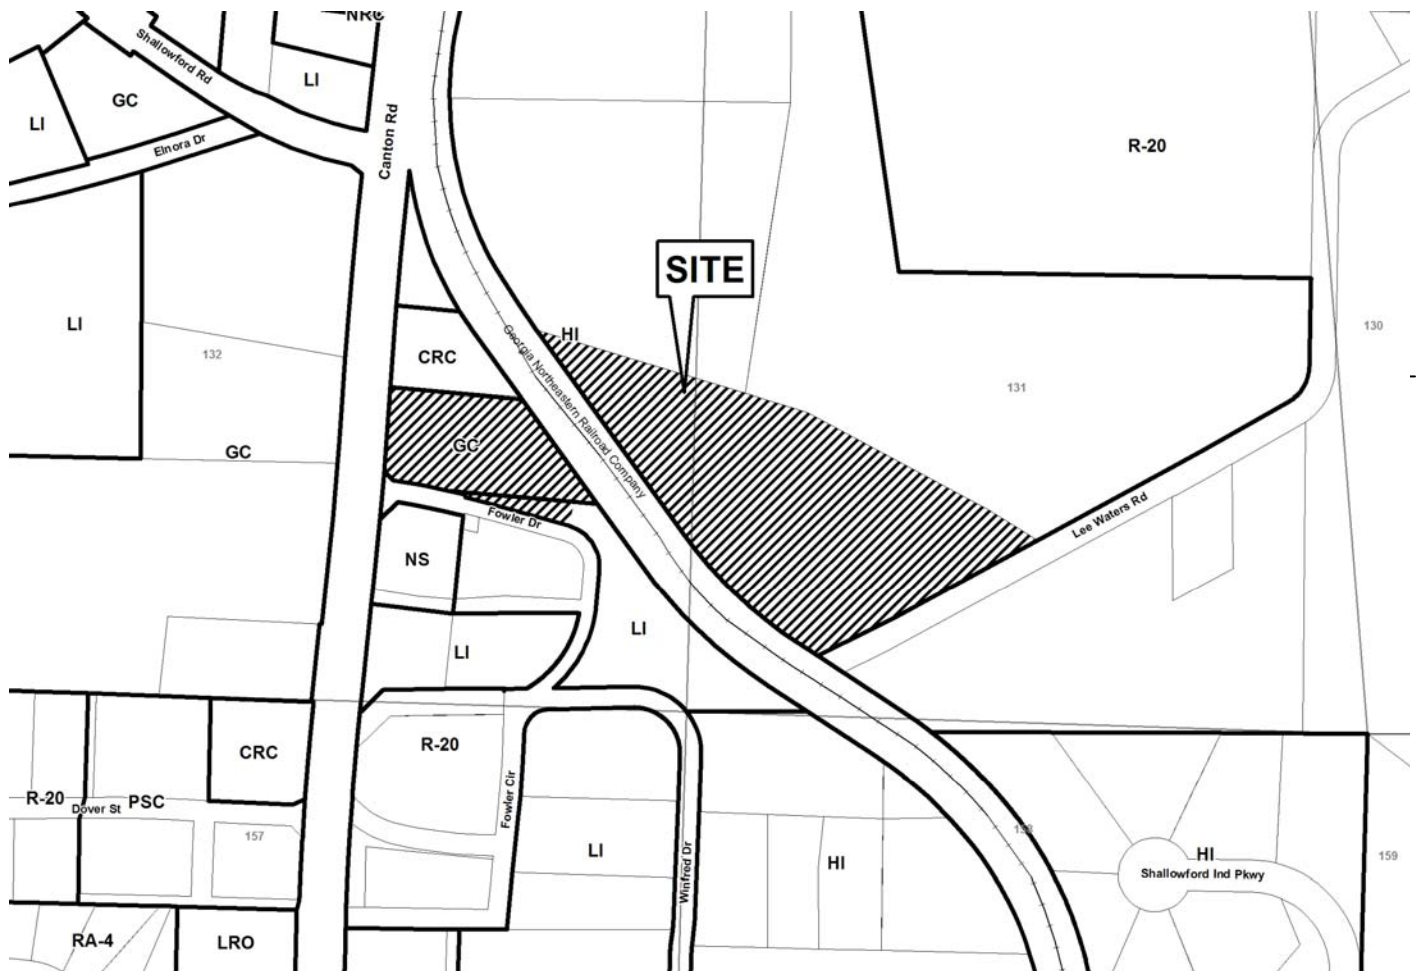 NRC
Shallowford Rd
LI
GC
LI
Elnora Dr
Canton Rd
R-20
SITE
LI
132
CRC
HI
Georgia Northeastern Railroad Company
130
131
GC
GC
Lee Waters Rd
Fowler Dr
NS
LI
LI
R-20
CRC
R-20
Dover St
PSC
157
Fowler Cir
LI
Winfred Dr
HI
158
HI
Shallowford Ind Pkwy
159
RA-4
LRO